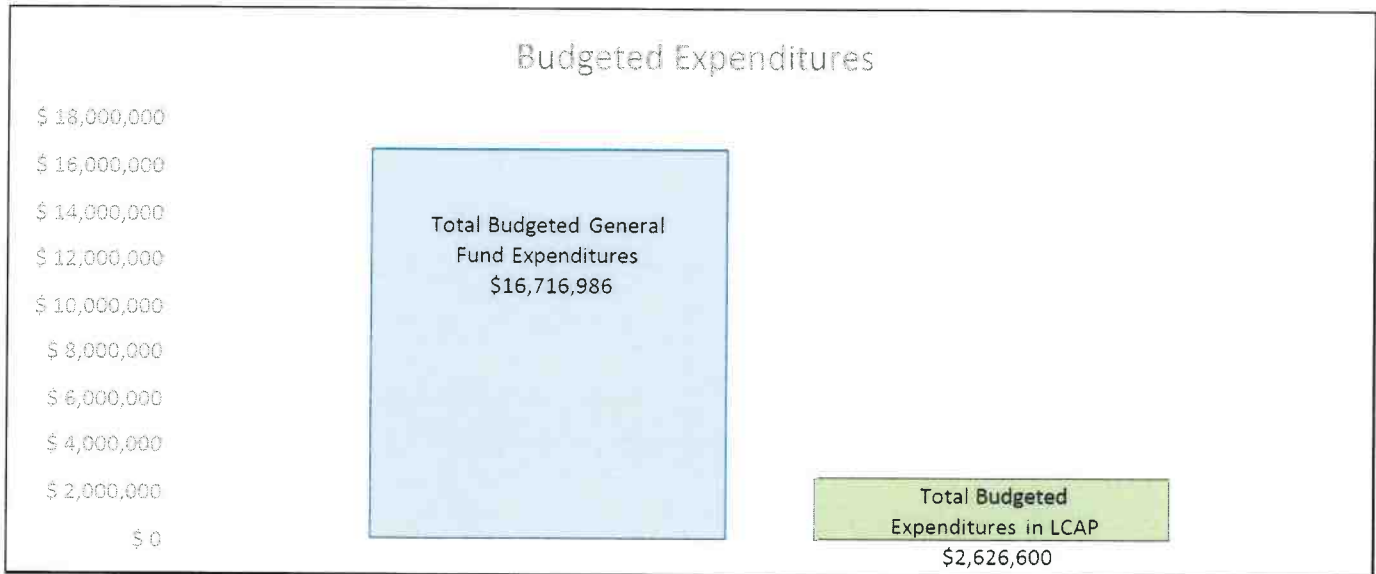 Budgeted Expenditures
$ 18,000,000
$ 16,000,000
$ 14,000,000
$ 12,000,000
$ 10,000,000
$ 8,000,000
$ 6,000,000
$ 4,000,000
$ 2,000,000
$ 0
Total Budgeted General
Fund Expenditures
$16,716,986
Total Budgeted
Expenditures in LCAP
$2,626,600